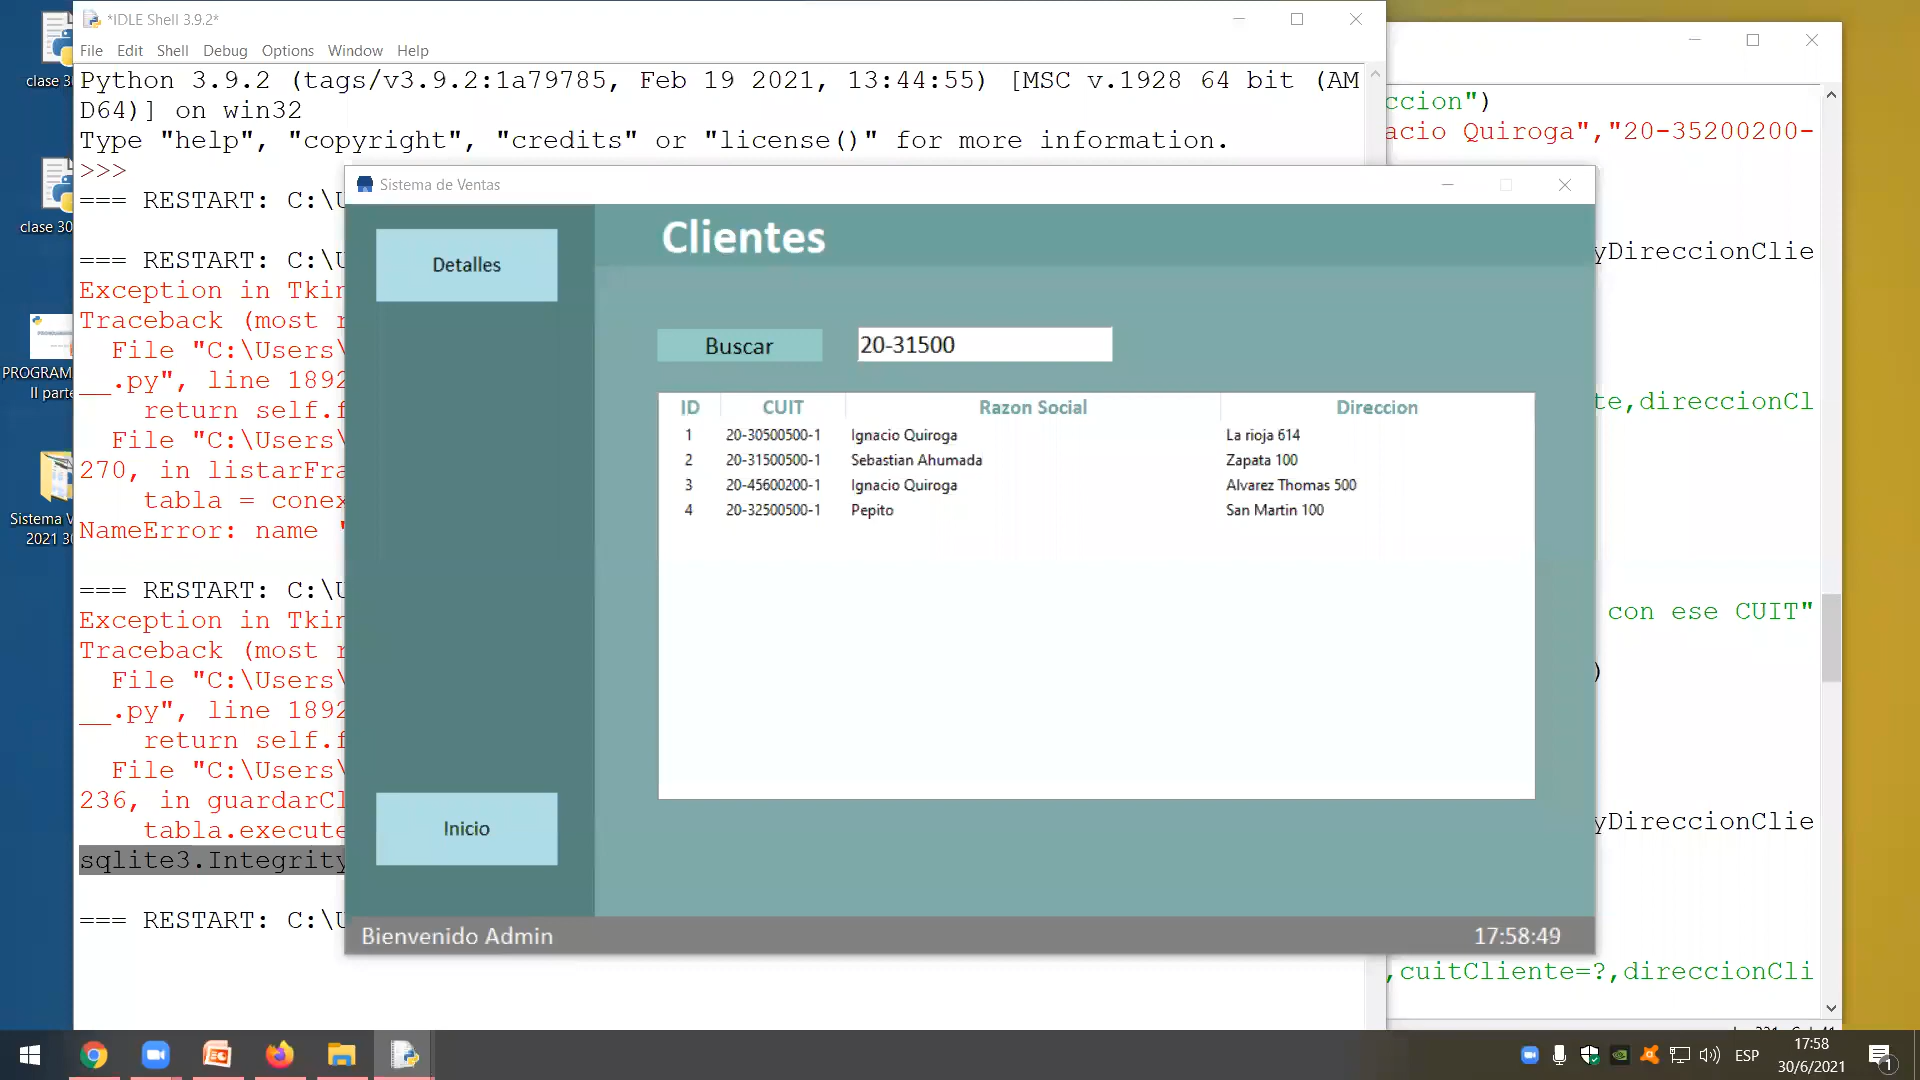 *IDLE Shell 3.9.2*
File Edit Shell Debug Options Window Help
Python 3.9.2 (tags/v3.9.2:1a79785, Feb 19 2021, 13:44:55) [MSC v.1928 64 bit (AM
D64)] on win32
Type "help", "copyright", "credits" or "license()" for more information.
>>>
=== RESTART: C:\U
=== RESTART: C:\U
Exception in Tkin
Traceback (most r
File "C:\Users\
__.py", line 1892
return self.f
File "C:\Users\
270, in listarFra
tabla = conex
NameError: name '
=== RESTART: C:\U
Exception in Tkin
Traceback (most r
File "C:\Users\
__.py", line 1892
return self.f
File "C:\Users\
236, in guardarCl
tabla.execute
sqlite3.Integrity
=== RESTART: C:\U
clase 30
clase 30
PROGRAM
II parte
Sistema V
2021 30
Sistema de Ventas
Detalles
Inicio
Clientes
Buscar 20-31500
ID CUIT Razon Social Direccion
1 20-30500500-1 Ignacio Quiroga La rioja 614
2 20-31500500-1 Sebastian Ahumada Zapata 100
3 20-45600200-1 Ignacio Quiroga Alvarez Thomas 500
4 20-32500500-1 Pepito San Martin 100
Bienvenido Admin 17:58:49
ccion")
acio Quiroga","20-35200200-
yDireccionClie
te,direccionCl
con ese CUIT"
)
yDireccionClie
,cuitCliente=?,direccionCli
ESP
17:58
30/6/2021
1